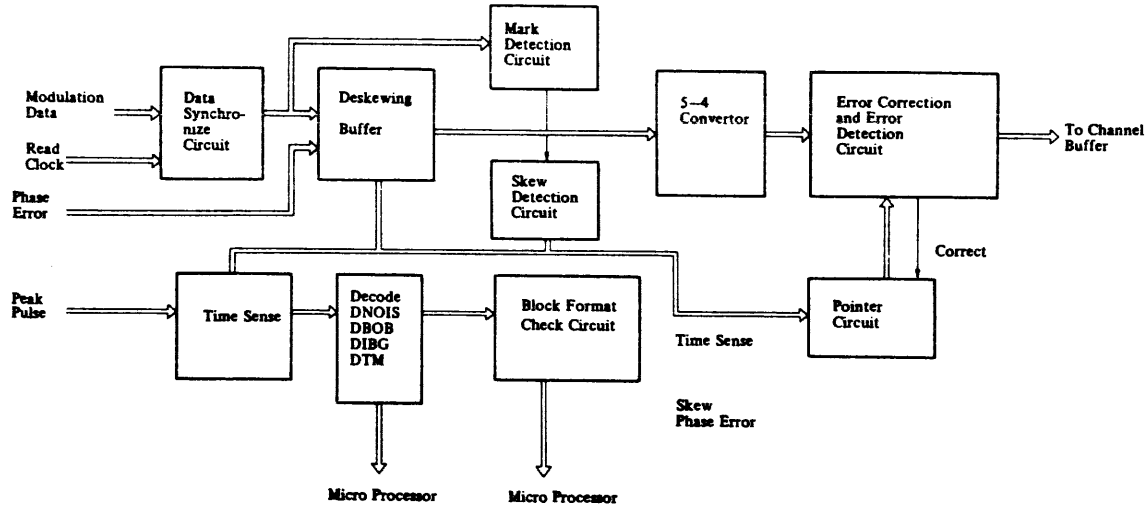 Mark
Detection
Circuit
Modulation
Data
Data
Synchro-
nize
Circuit
Deskewing
Buffer
5-4
Convertor
Error Correction
and Error
Detection
Circuit
To Channel
Buffer
Read
Clock
Phase
Error
Skew
Detection
Circuit
Correct
Peak
Pulse
Time Sense
Decode
DNOIS
DBOB
DIBG
DTM
Block Format
Check Circuit
Time Sense
Pointer
Circuit
Skew
Phase Error
Micro Processor
Micro Processor